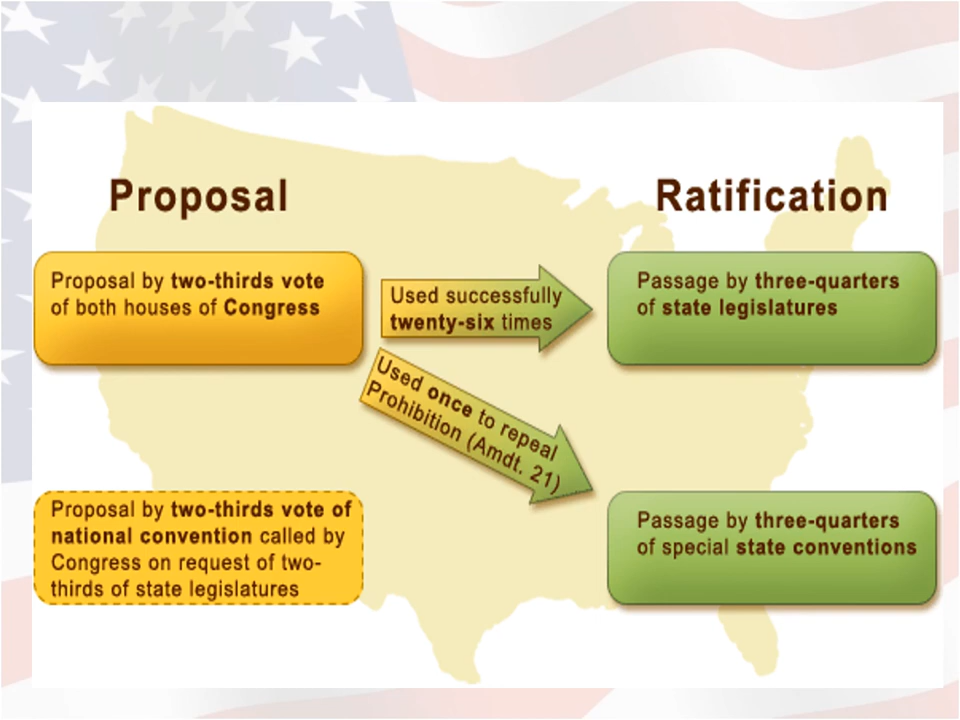 Proposal
Ratification
Proposal by two-thirds vote
of both houses of Congress
Used successfully
twenty-six times
Passage by three-quarters
of state legislatures
Used once to repeal
Prohibition (Amdt. 21)
Proposal by two-thirds vote of
national convention called by
Congress on request of two-
thirds of state legislatures
Passage by three-quarters
of special state conventions